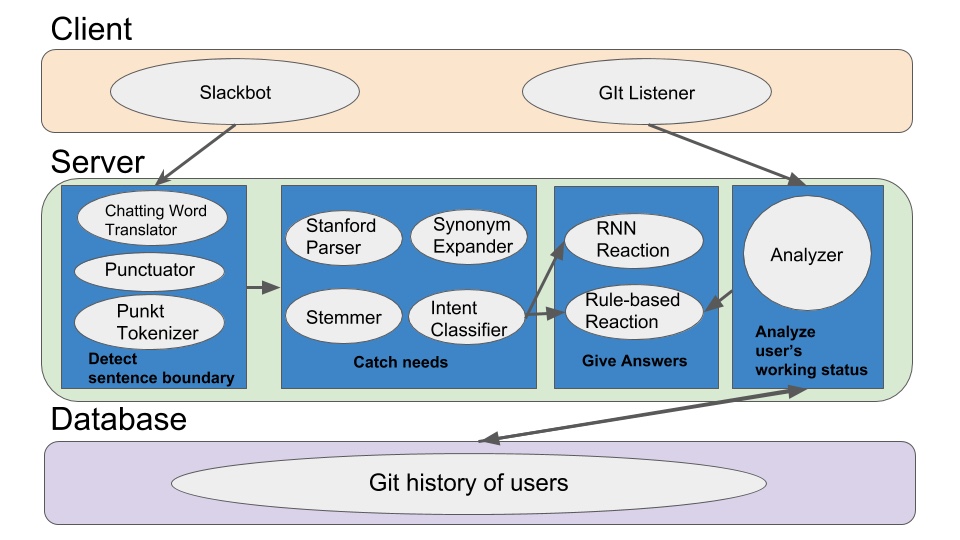 Client
Slackbot
GIt Listener
Server
Chatting Word
Translator
Punctuator
Punkt
Tokenizer
Detect
sentence boundary
Stanford
Parser
Synonym
Expander
Stemmer
Intent
Classifier
Catch needs
RNN
Reaction
Rule-based
Reaction
Give Answers
Analyzer
Analyze
user's
working status
Database
Git history of users